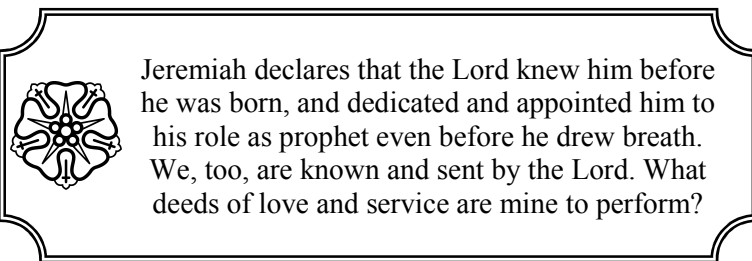 Jeremiah declares that the Lord knew him before
he was born, and dedicated and appointed him to
his role as prophet even before he drew breath.
We, too, are known and sent by the Lord. What
deeds of love and service are mine to perform?